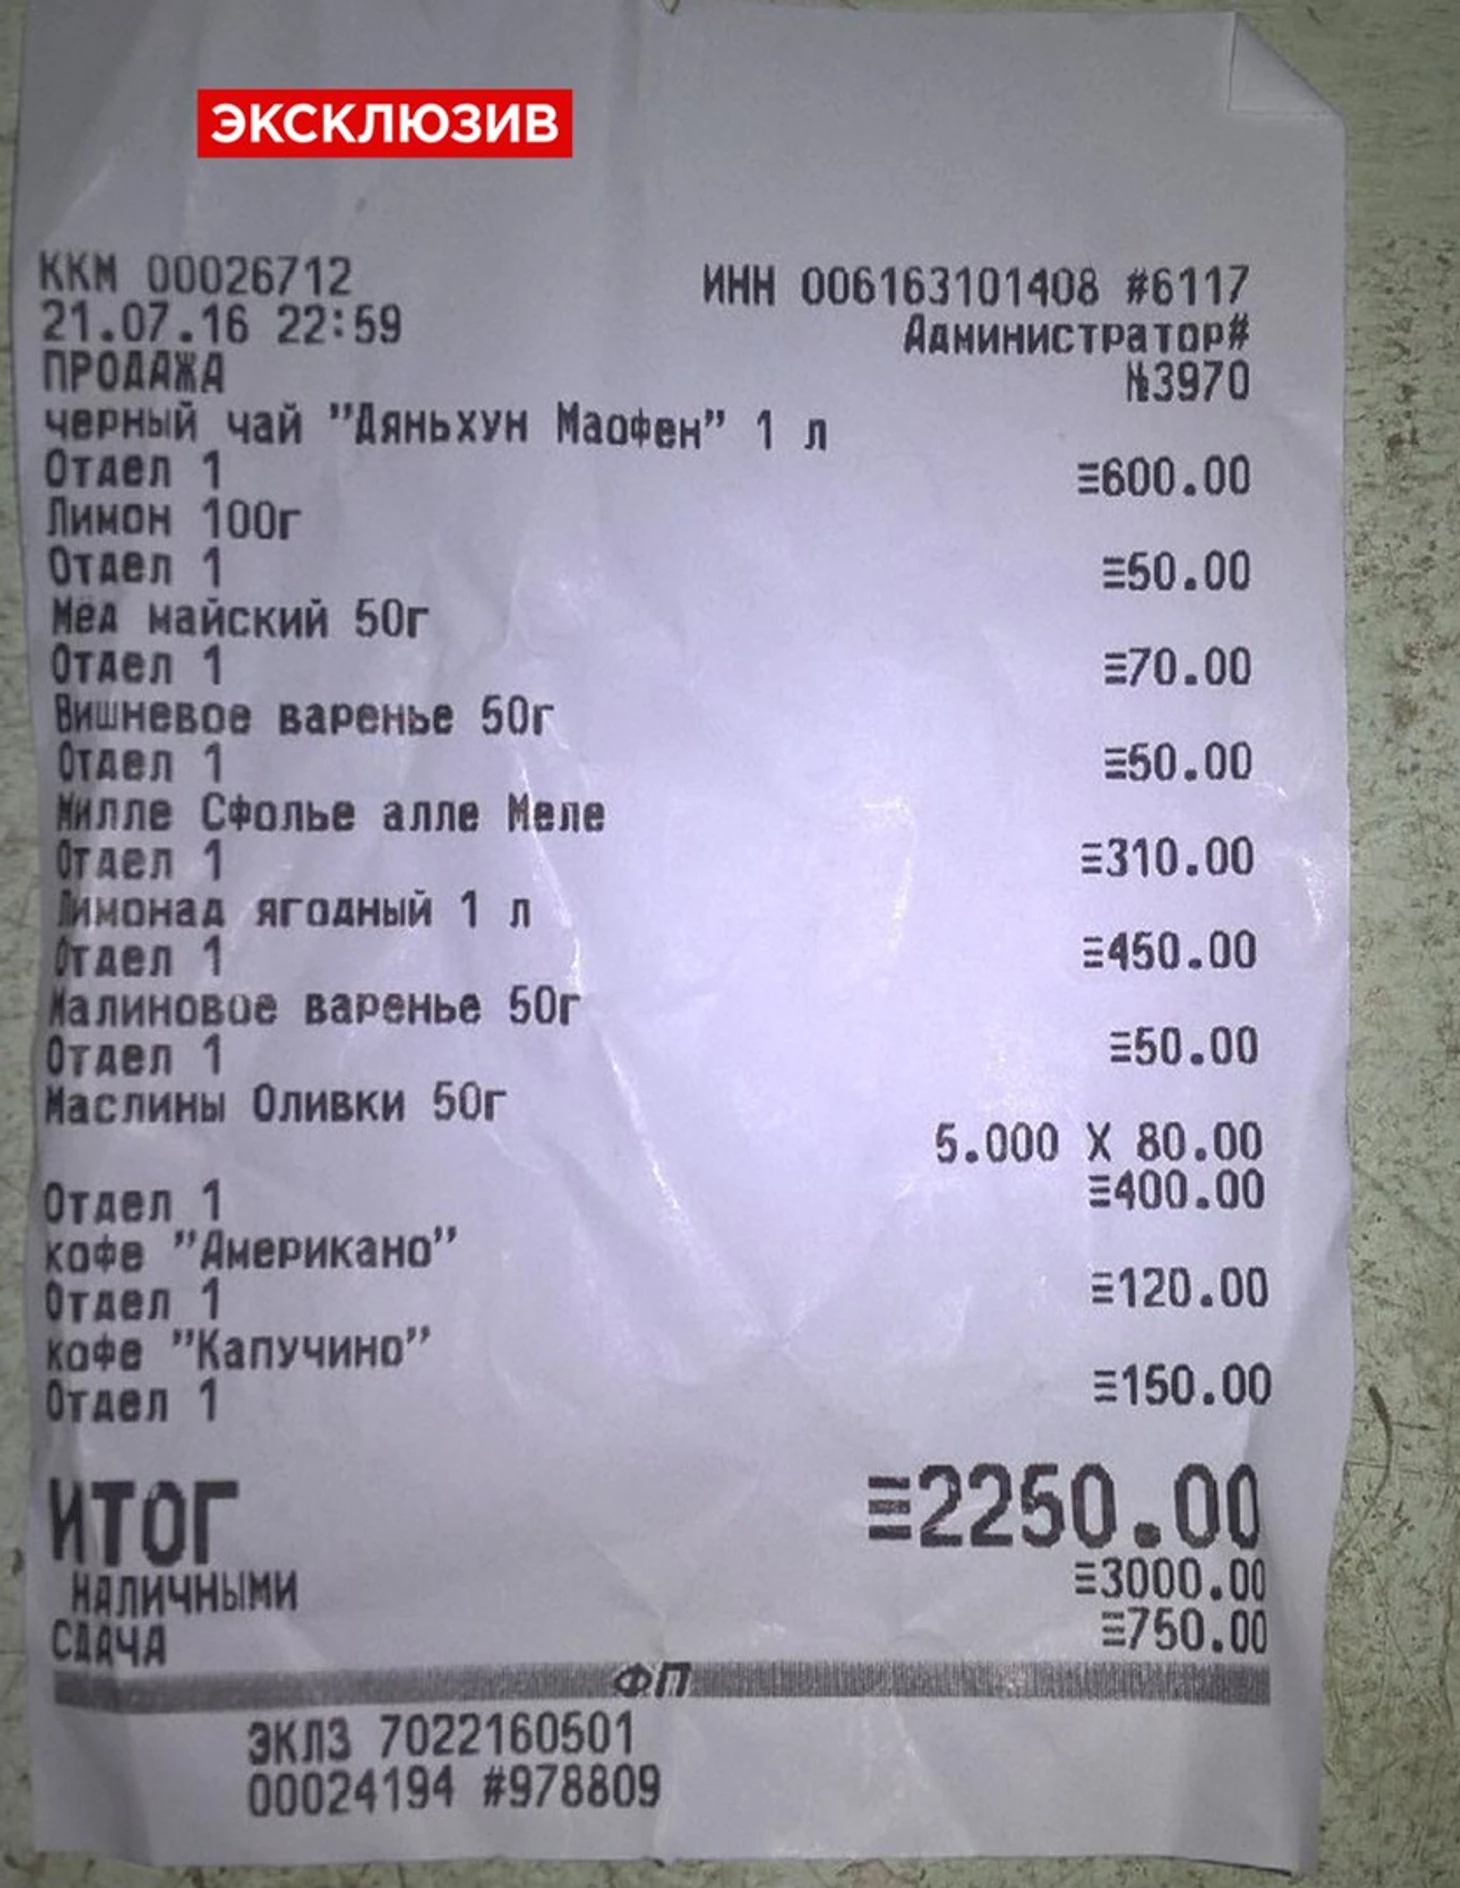 ЭКСКЛЮЗИВ
ККМ 00026712 ИНН 006163101408 #6117
21.07.16 22:59 Администратор#
ПРОДАЖА №3970
черный чай "Дяньхун Маофен" 1 л
Отдел 1 ≡600.00
Лимон 100г
Отдел 1 ≡50.00
Мёд майский 50г
Отдел 1 ≡70.00
Вишневое варенье 50г
Отдел 1 ≡50.00
Милле Сфолье алле Меле
Отдел 1 ≡310.00
Лимонад ягодный 1 л
Отдел 1 ≡450.00
Малиновое варенье 50г
Отдел 1 ≡50.00
Маслины Оливки 50г
5.000 X 80.00
Отдел 1 ≡400.00
кофе "Американо"
Отдел 1 ≡120.00
кофе "Капучино"
Отдел 1 ≡150.00
ИТОГ ≡2250.00
НАЛИЧНЫМИ ≡3000.00
СДАЧА ≡750.00
ФП
ЭКЛЗ 7022160501
00024194 #978809